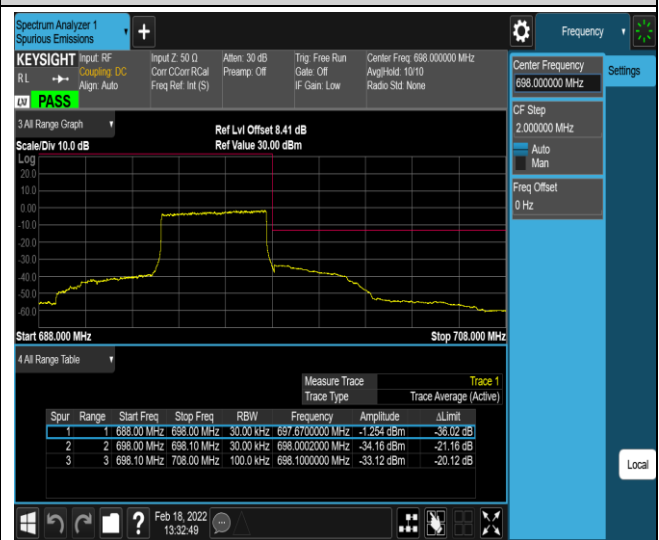 Spectrum Analyzer 1
Spurious Emissions
+
Frequency
KEYSIGHT Input: RF Input Z: 50 Ω Atten: 30 dB Trig: Free Run Center Freq: 698.000000 MHz
RL Coupling: DC Corr CCorr RCal Preamp: Off Gate: Off Avg|Hold: 10/10
Align: Auto Freq Ref: Int (S) IF Gain: Low Radio Std: None
LXI PASS
Center Frequency
698.000000 MHz
Settings
CF Step
2.000000 MHz
Auto
Man
Freq Offset
0 Hz
3 All Range Graph
Ref Lvl Offset 8.41 dB
Scale/Div 10.0 dB Ref Value 30.00 dBm
Log
20.0
10.0
0.00
-10.0
-20.0
-30.0
-40.0
-50.0
-60.0
Start 688.000 MHz Stop 708.000 MHz
4 All Range Table
Measure Trace Trace 1
Trace Type Trace Average (Active)
Spur Range Start Freq Stop Freq RBW Frequency Amplitude ΔLimit
1 1 688.00 MHz 698.00 MHz 30.00 kHz 697.6700000 MHz -1.254 dBm -36.02 dB
2 2 698.00 MHz 698.10 MHz 30.00 kHz 698.0002000 MHz -34.16 dBm -21.16 dB
3 3 698.10 MHz 708.00 MHz 100.0 kHz 698.1000000 MHz -33.12 dBm -20.12 dB
Local
? Feb 18, 2022
13:32:49